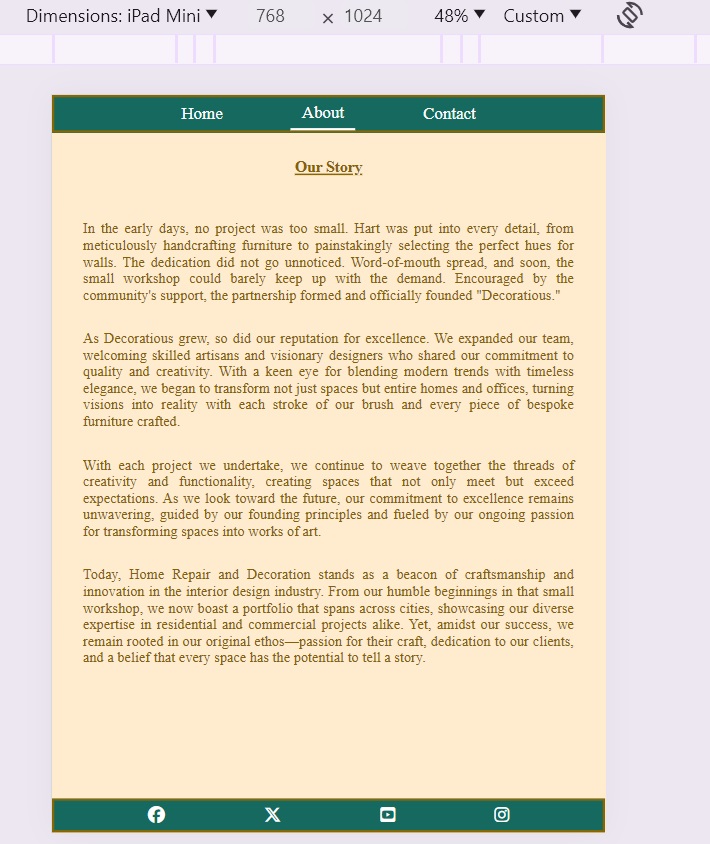 Dimensions: iPad Mini 768 × 1024 48% Custom
Home About Contact
Our Story
In the early days, no project was too small. Hart was put into every detail, from
meticulously handcrafting furniture to painstakingly selecting the perfect hues for
walls. The dedication did not go unnoticed. Word-of-mouth spread, and soon, the
small workshop could barely keep up with the demand. Encouraged by the
community's support, the partnership formed and officially founded "Decoratious."
As Decoratious grew, so did our reputation for excellence. We expanded our team,
welcoming skilled artisans and visionary designers who shared our commitment to
quality and creativity. With a keen eye for blending modern trends with timeless
elegance, we began to transform not just spaces but entire homes and offices, turning
visions into reality with each stroke of our brush and every piece of bespoke
furniture crafted.
With each project we undertake, we continue to weave together the threads of
creativity and functionality, creating spaces that not only meet but exceed
expectations. As we look toward the future, our commitment to excellence remains
unwavering, guided by our founding principles and fueled by our ongoing passion
for transforming spaces into works of art.
Today, Home Repair and Decoration stands as a beacon of craftsmanship and
innovation in the interior design industry. From our humble beginnings in that small
workshop, we now boast a portfolio that spans across cities, showcasing our diverse
expertise in residential and commercial projects alike. Yet, amidst our success, we
remain rooted in our original ethos—passion for their craft, dedication to our clients,
and a belief that every space has the potential to tell a story.